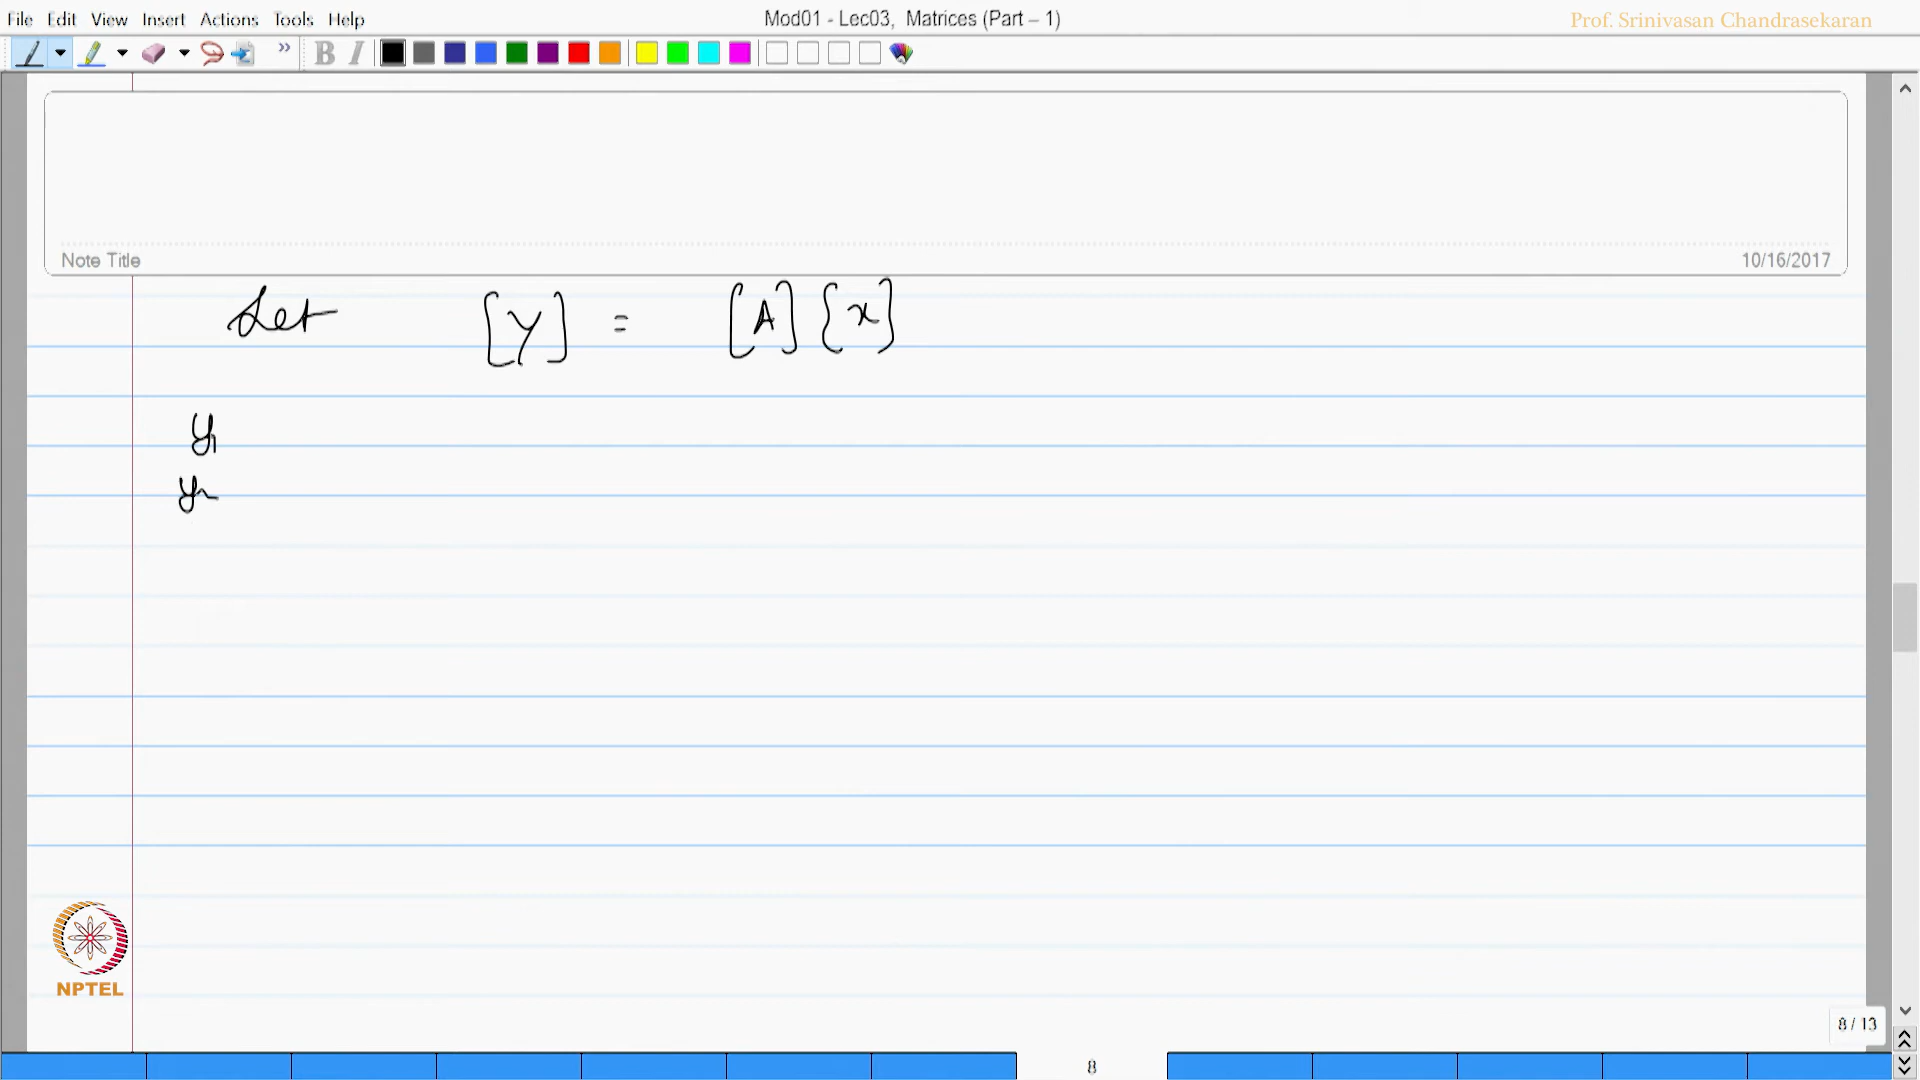 File Edit View Insert Actions Tools Help
Mod01 - Lec03, Matrices (Part – 1)
Prof. Srinivasan Chandrasekaran
B I
Note Title
10/16/2017
Let [y] = [A] {x}
y1
y2
NPTEL
8 / 13
8